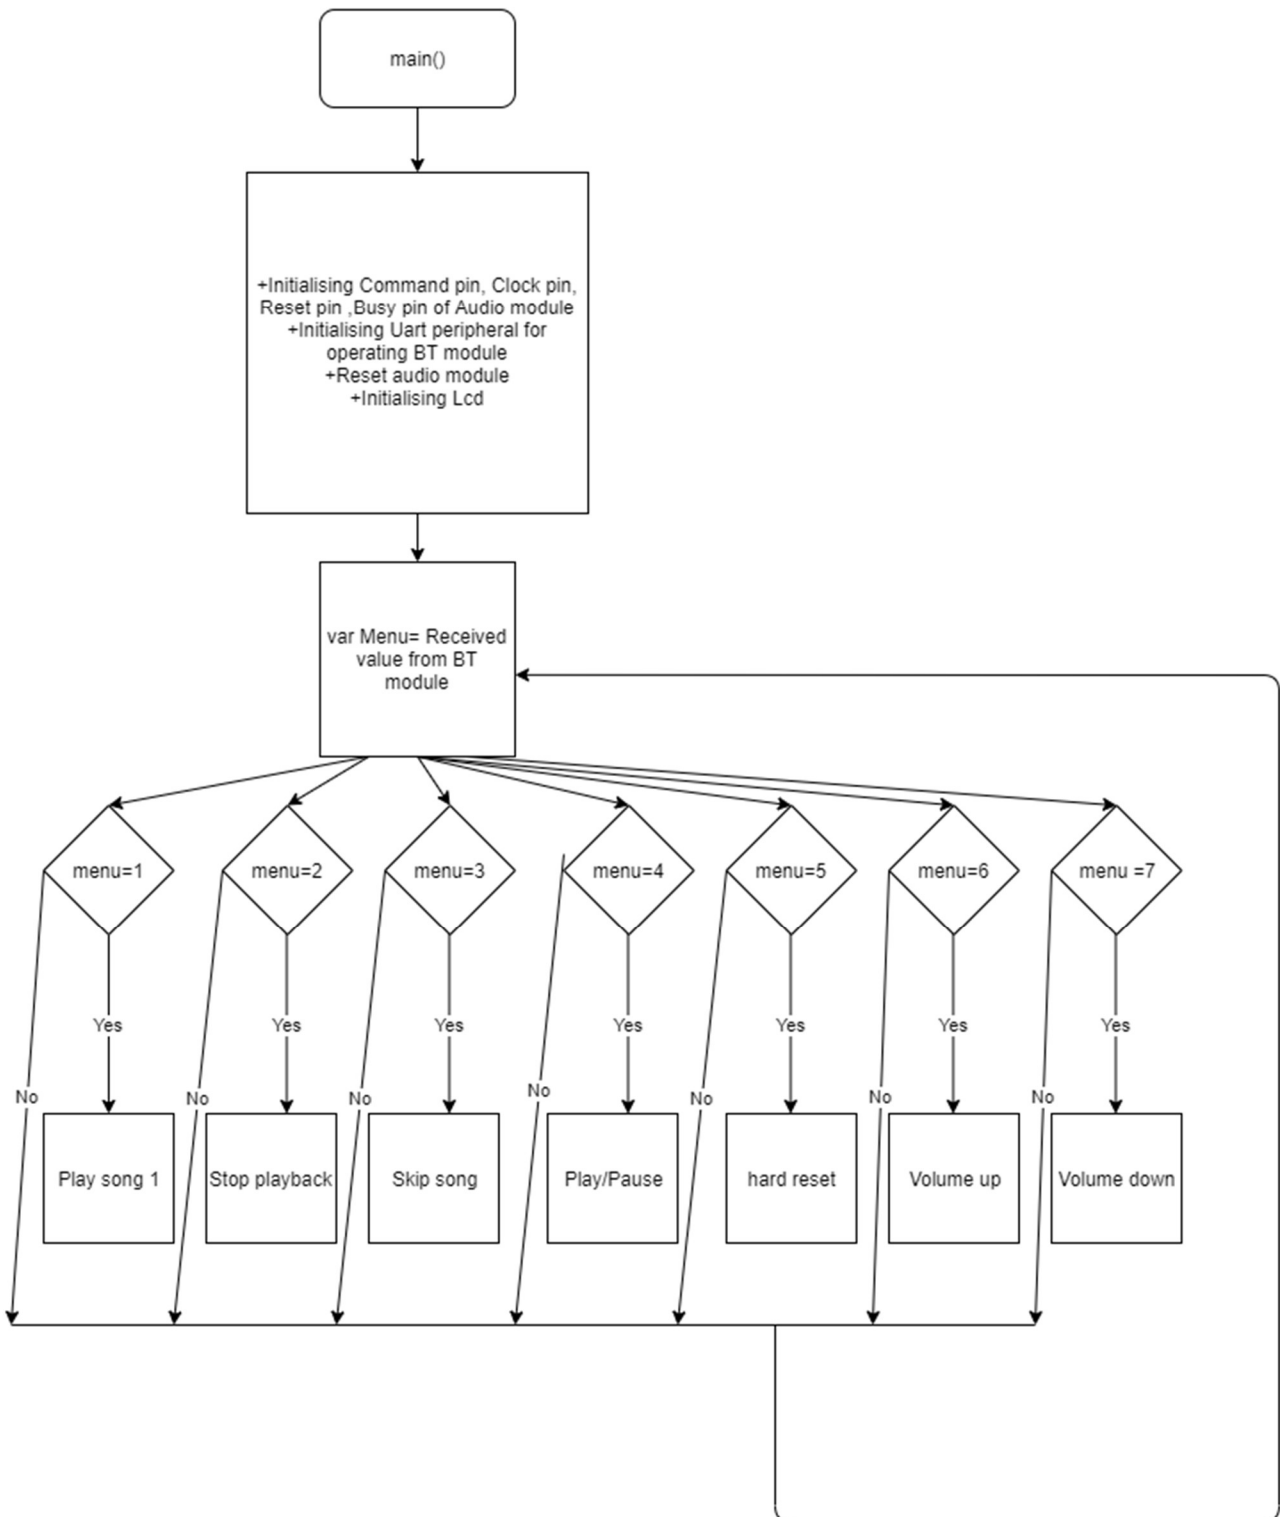 main()
+Initialising Command pin, Clock pin,
Reset pin ,Busy pin of Audio module
+Initialising Uart peripheral for
operating BT module
+Reset audio module
+Initialising Lcd
var Menu= Received
value from BT
module
menu=1
menu=2
menu=3
menu=4
menu=5
menu=6
menu =7
Yes
Yes
Yes
Yes
Yes
Yes
Yes
No
No
No
No
No
No
No
Play song 1
Stop playback
Skip song
Play/Pause
hard reset
Volume up
Volume down